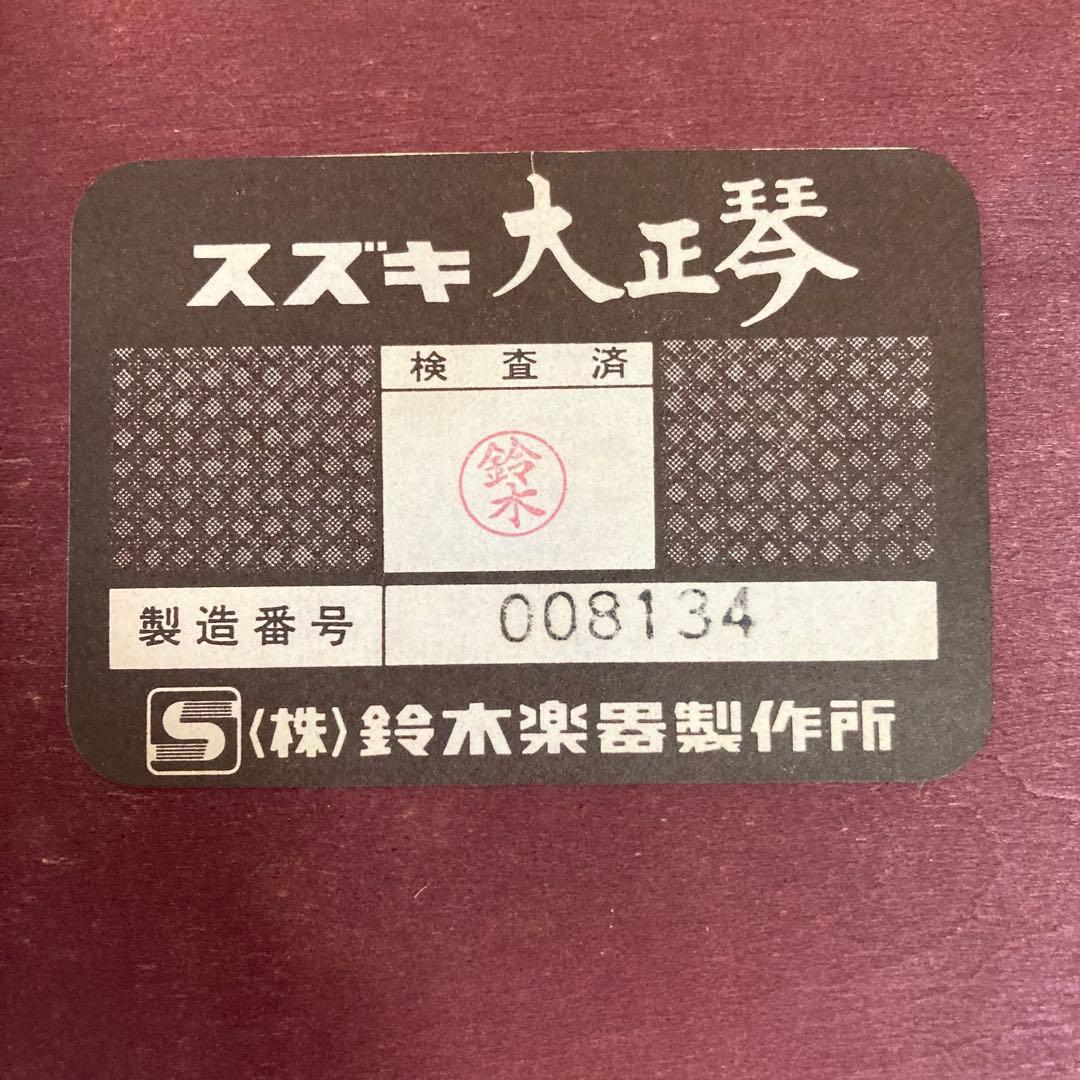 スズキ大正琴
検査済
鈴木
製造番号 008134
S〈株〉鈴木楽器製作所